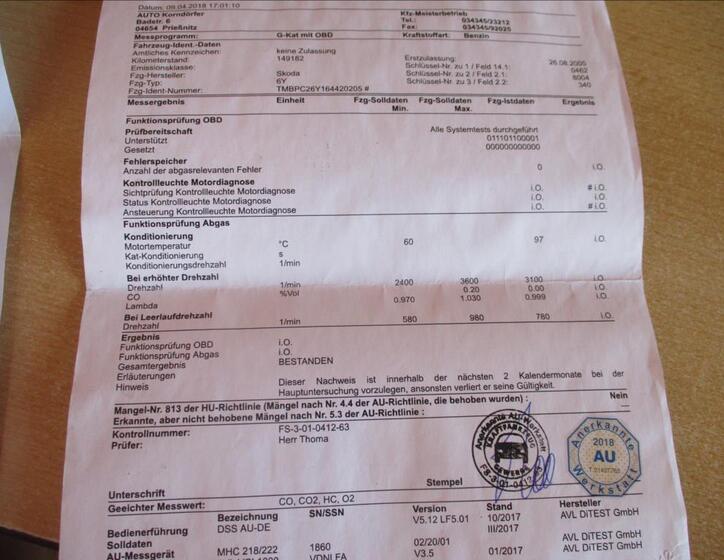 Datum: 09.04.2018 17:01:10
AUTO Korndörfer Kfz-Meisterbetrieb
Badstr. 6 Tel.: 034345/23212
04654 Prießnitz Fax: 034345/92025
Messprogramm: G-Kat mit OBD Kraftstoffart: Benzin
Fahrzeug-Ident.-Daten
Amtliches Kennzeichen: keine Zulassung Erstzulassung: 26.08.2005
Kilometerstand: 149182 Schlüssel-Nr. zu 1 / Feld 14.1: 0462
Emissionsklasse: Schlüssel-Nr. zu 2 / Feld 2.1: 8004
Fzg-Hersteller: Skoda Schlüssel-Nr. zu 3 / Feld 2.2: 340
Fzg-Typ: 6Y
Fzg-Ident-Nummer: TMBPC26Y164420205 #
Messergebnis Einheit Fzg-Solldaten Min. Fzg-Solldaten Max. Fzg-Istdaten Ergebnis
Funktionsprüfung OBD
Prüfbereitschaft Alle Systemtests durchgeführt
Unterstützt 011101100001
Gesetzt 000000000000
Fehlerspeicher
Anzahl der abgasrelevanten Fehler 0 i.O.
Kontrollleuchte Motordiagnose
Sichtprüfung Kontrollleuchte Motordiagnose i.O. # i.O.
Status Kontrollleuchte Motordiagnose i.O. i.O.
Ansteuerung Kontrollleuchte Motordiagnose i.O. # i.O.
Funktionsprüfung Abgas
Konditionierung
Motortemperatur °C 60 97 i.O.
Kat-Konditionierung s
Konditionierungsdrehzahl 1/min
Bei erhöhter Drehzahl
Drehzahl 1/min 2400 3600 3100 i.O.
CO %Vol 0.20 0.00 i.O.
Lambda 0.970 1.030 0.999 i.O.
Bei Leerlaufdrehzahl
Drehzahl 1/min 580 980 780 i.O.
Ergebnis
Funktionsprüfung OBD i.O.
Funktionsprüfung Abgas i.O.
Gesamtergebnis BESTANDEN
Erläuterungen
Hinweis Dieser Nachweis ist innerhalb der nächsten 2 Kalendermonate bei der
Hauptuntersuchung vorzulegen, ansonsten verliert er seine Gültigkeit.
Mangel-Nr. 813 der HU-Richtlinie (Mängel nach Nr. 4.4 der AU-Richtlinie, die behoben wurden) : Nein
Erkannte, aber nicht behobene Mängel nach Nr. 5.3 der AU-Richtlinie : ---
Kontrollnummer: FS-3-01-0412-63
Prüfer: Herr Thoma
Anerkannte AU-Werkstatt
KRAFTFAHRZEUG
GEWERBE
FS-3-01-0412-63
Anerkannte
2018
AU
Werkstatt
Stempel
Unterschrift
Geeichter Messwert: CO, CO2, HC, O2
Bezeichnung SN/SSN Version Stand Hersteller
Bedienerführung DSS AU-DE V5.12 LF5.01 10/2017 AVL DiTEST GmbH
Solldaten III/2017
AU-Messgerät MHC 218/222 1860 02/20/01 AVL DiTEST GmbH
VDNLFA V3.5 01/2017 AVL DiTEST GmbH